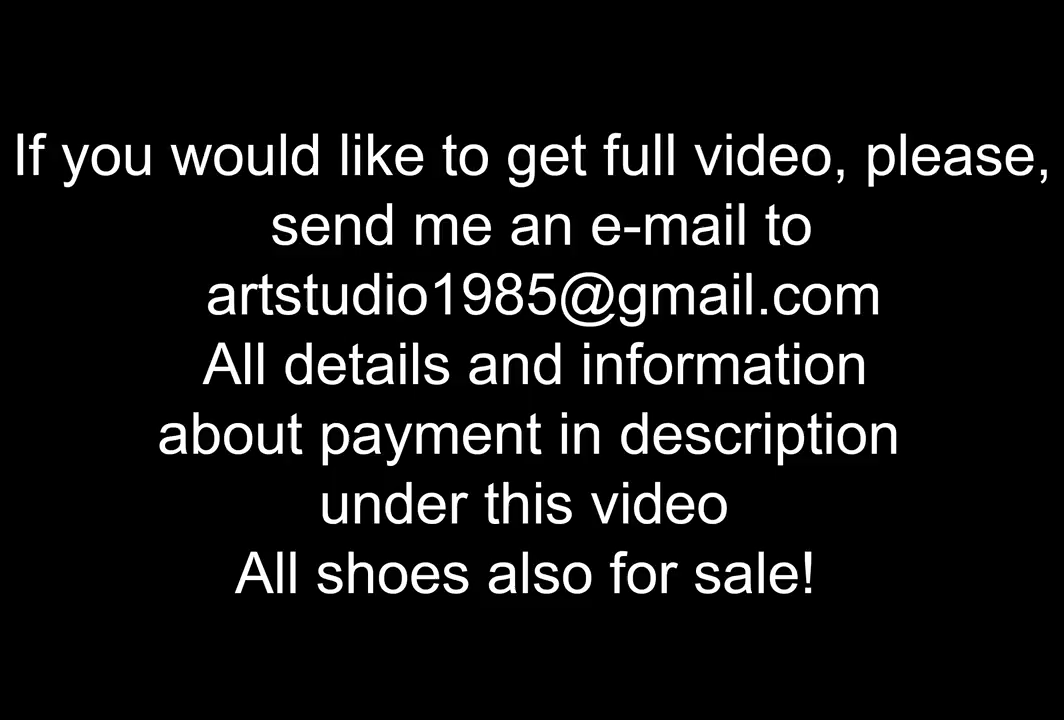 If you would like to get full video, please,
send me an e-mail to
artstudio1985@gmail.com
All details and information
about payment in description
under this video
All shoes also for sale!